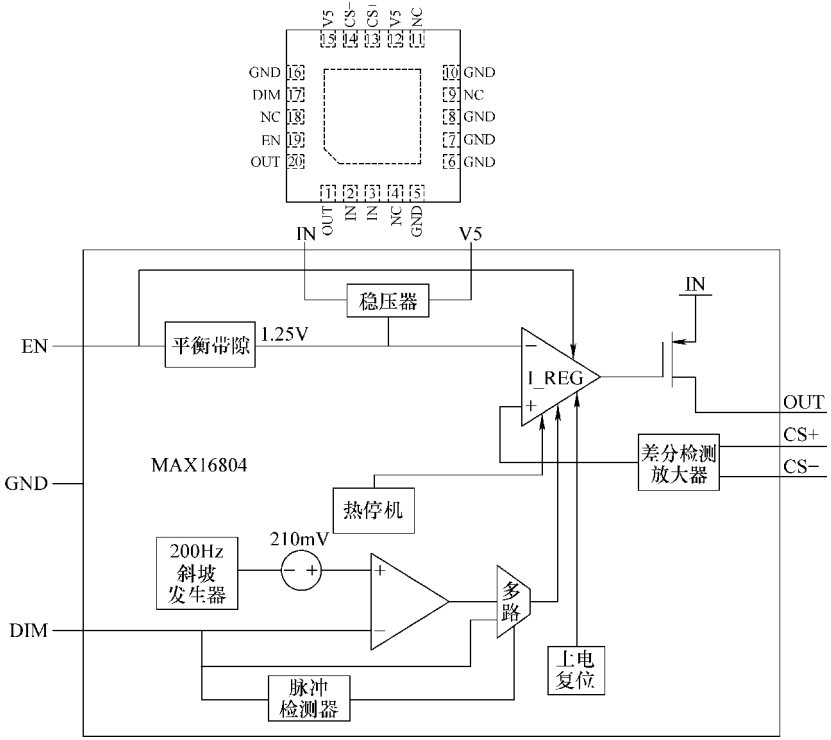 V5 CS− CS+ V5 NC
15 14 13 12 11
GND 16
DIM 17
NC 18
EN 19
OUT 20
10 GND
9 NC
8 GND
7 GND
6 GND
1 2 3 4 5
OUT IN IN NC GND
IN
V5
稳压器
IN
EN
平衡带隙
1.25V
−
I_REG
+
OUT
CS+
CS−
差分检测
放大器
MAX16804
GND
热停机
210mV
200Hz
斜坡
发生器
− +
+
−
多
路
DIM
上电
复位
脉冲
检测器